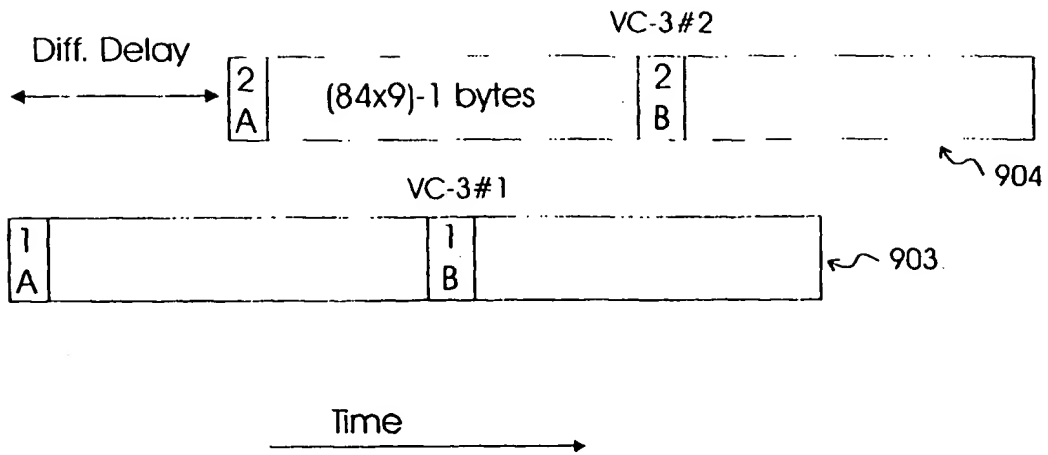 VC-3#2
Diff. Delay
2 A
(84x9)-1 bytes
2 B
904
VC-3#1
1 A
1 B
903
Time